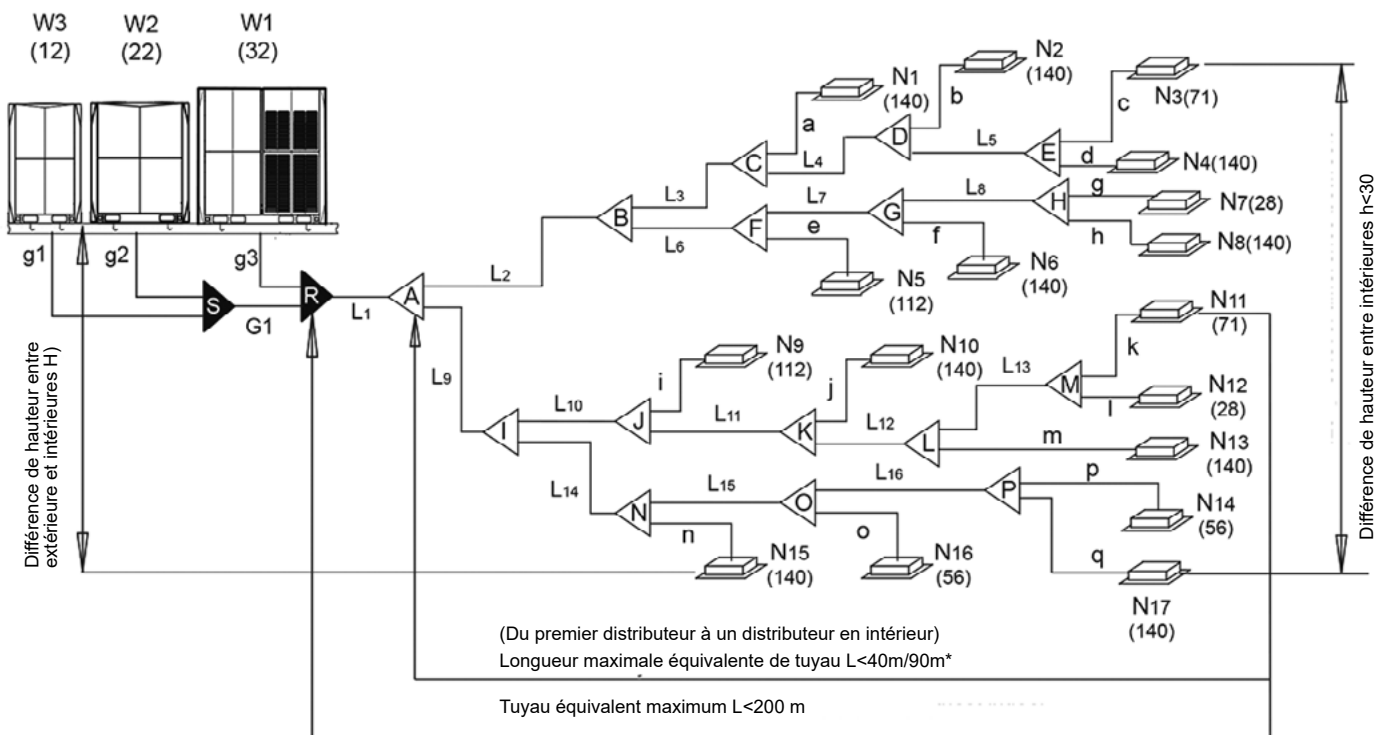 W3
(12)
W2
(22)
W1
(32)
N1
(140)
N2
(140)
N3(71)
N4(140)
a
b
c
d
C
D
E
L3
L4
L5
B
L2
L6
F
L7
G
L8
H
g
h
N7(28)
N8(140)
e
f
N5
(112)
N6
(140)
g1
g2
g3
S
G1
R
L1
A
L9
I
L10
J
i
N9
(112)
L11
K
j
N10
(140)
L12
L
L13
M
k
N11
(71)
l
N12
(28)
m
N13
(140)
L14
N
n
N15
(140)
L15
O
o
N16
(56)
L16
P
p
N14
(56)
q
N17
(140)
Différence de hauteur entre
extérieure et intérieures H)
Différence de hauteur entre intérieures h<30
(Du premier distributeur à un distributeur en intérieur)
Longueur maximale équivalente de tuyau L<40m/90m*
Tuyau équivalent maximum L<200 m